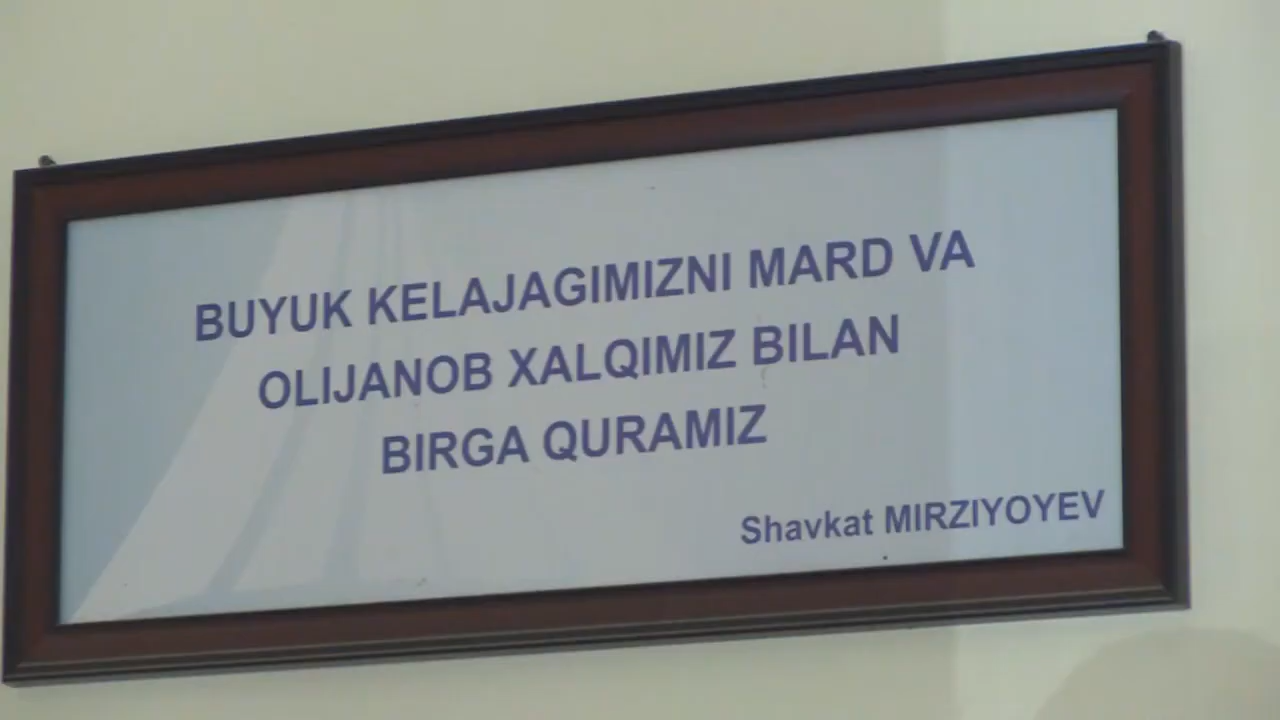 BUYUK KELAJAGIMIZNI MARD VA
OLIJANOB XALQIMIZ BILAN
BIRGA QURAMIZ
Shavkat MIRZIYOYEV